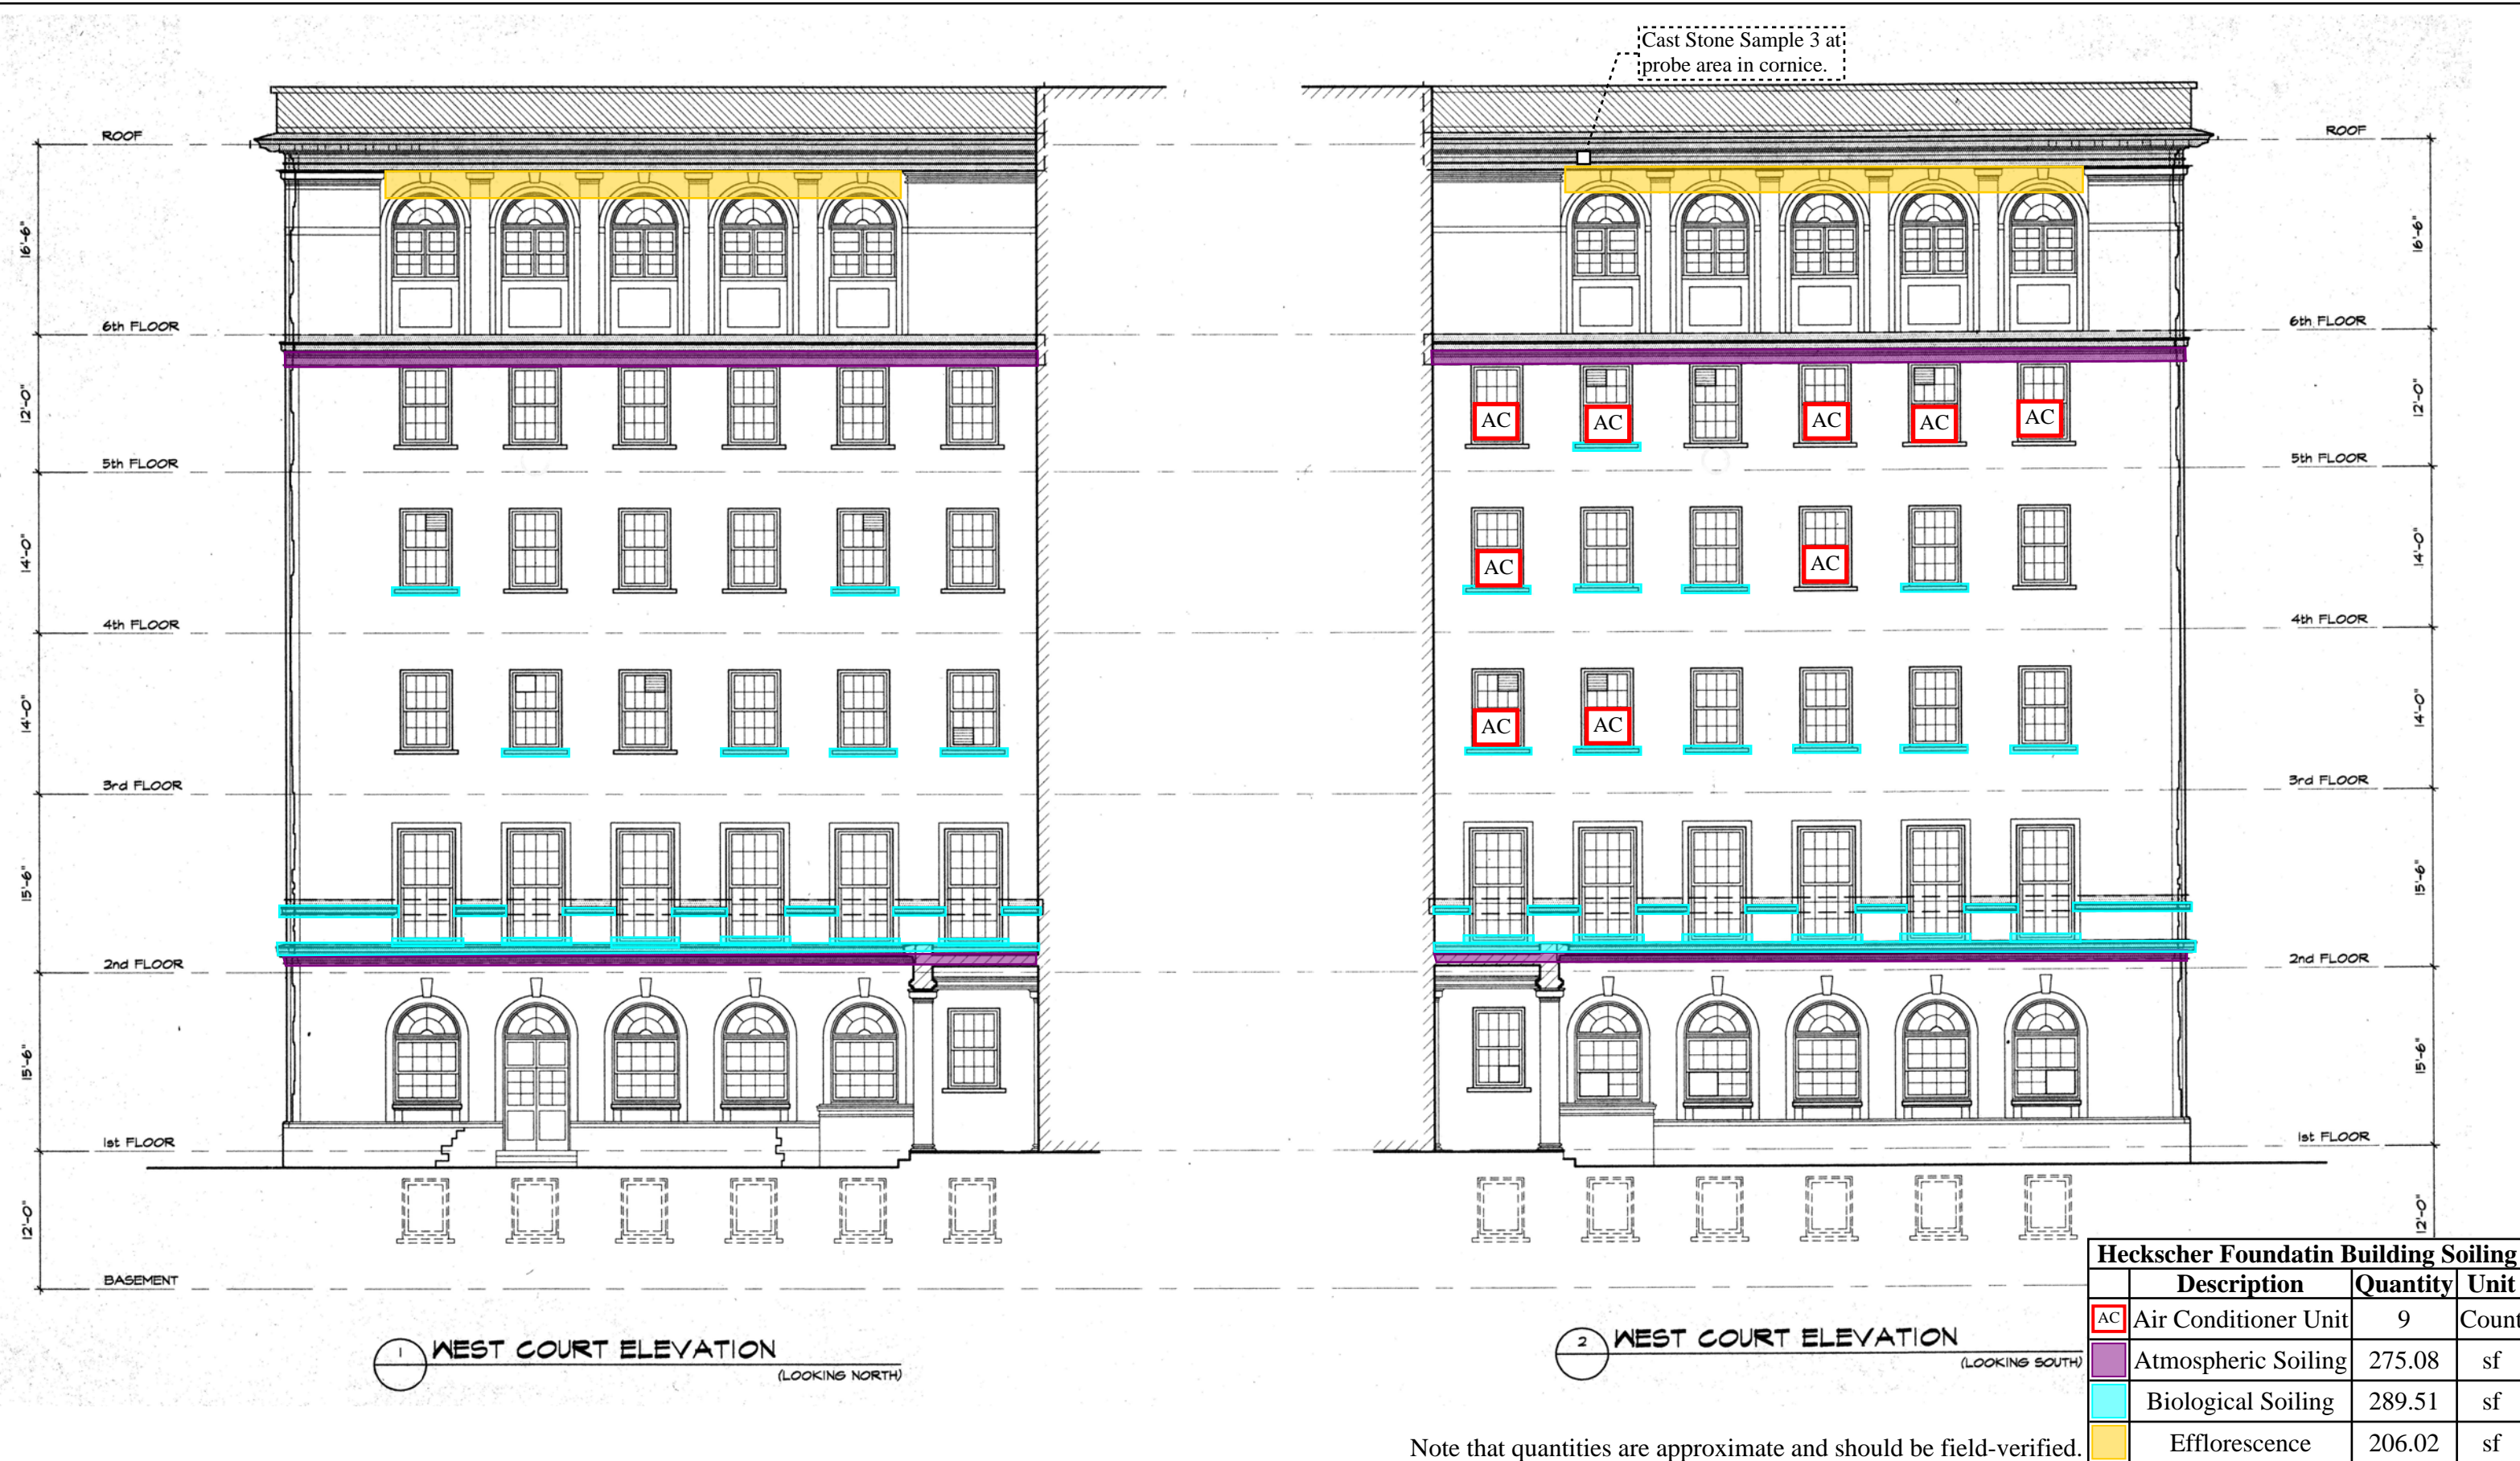 Cast Stone Sample 3 at
probe area in cornice.
ROOF
16'-6"
6th FLOOR
12'-0"
5th FLOOR
14'-0"
4th FLOOR
14'-0"
3rd FLOOR
15'-6"
2nd FLOOR
15'-6"
1st FLOOR
12'-0"
BASEMENT
1 WEST COURT ELEVATION
(LOOKING NORTH)
AC AC AC AC AC
AC AC
AC AC
ROOF
16'-6"
6th FLOOR
12'-0"
5th FLOOR
14'-0"
4th FLOOR
14'-0"
3rd FLOOR
15'-6"
2nd FLOOR
15'-6"
1st FLOOR
12'-0"
2 WEST COURT ELEVATION
(LOOKING SOUTH)
Heckscher Foundatin Building Soiling
Description Quantity Unit
AC Air Conditioner Unit 9 Count
Atmospheric Soiling 275.08 sf
Biological Soiling 289.51 sf
Efflorescence 206.02 sf
Note that quantities are approximate and should be field-verified.